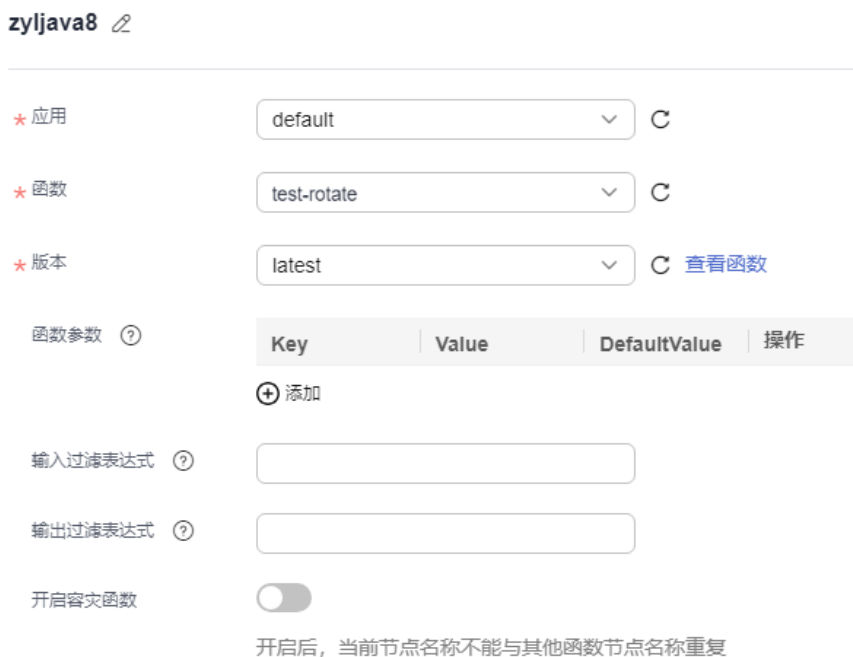 zyljava8
* 应用 default
* 函数 test-rotate
* 版本 latest 查看函数
函数参数 ? Key Value DefaultValue 操作
添加
输入过滤表达式 ?
输出过滤表达式 ?
开启容灾函数
开启后，当前节点名称不能与其他函数节点名称重复